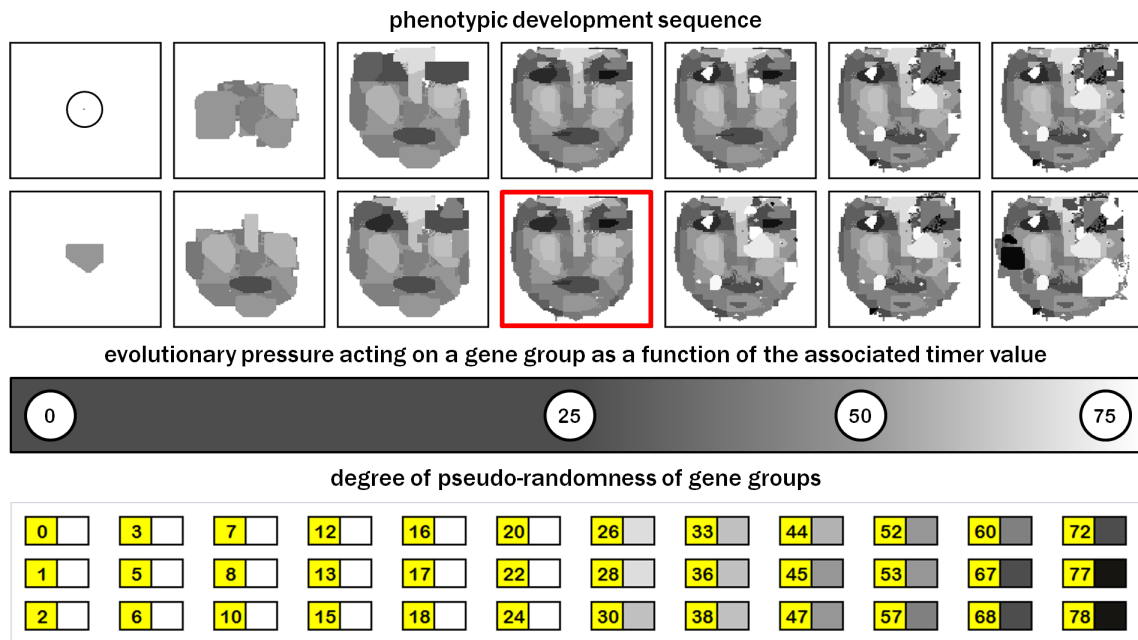 phenotypic development sequence
evolutionary pressure acting on a gene group as a function of the associated timer value
0 25 50 75
degree of pseudo-randomness of gene groups
0 3 7 12 16 20 26 33 44 52 60 72
1 5 8 13 17 22 28 36 45 53 67 77
2 6 10 15 18 24 30 38 47 57 68 78